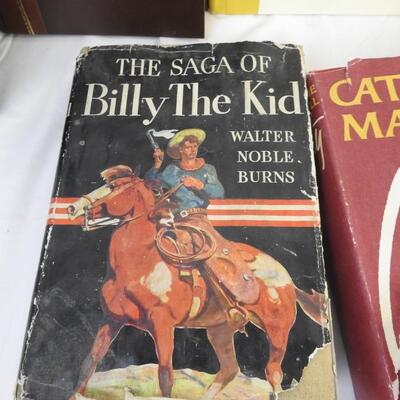 THE SAGA OF
Billy The Kid
WALTER
NOBLE
BURNS
CAT
MA